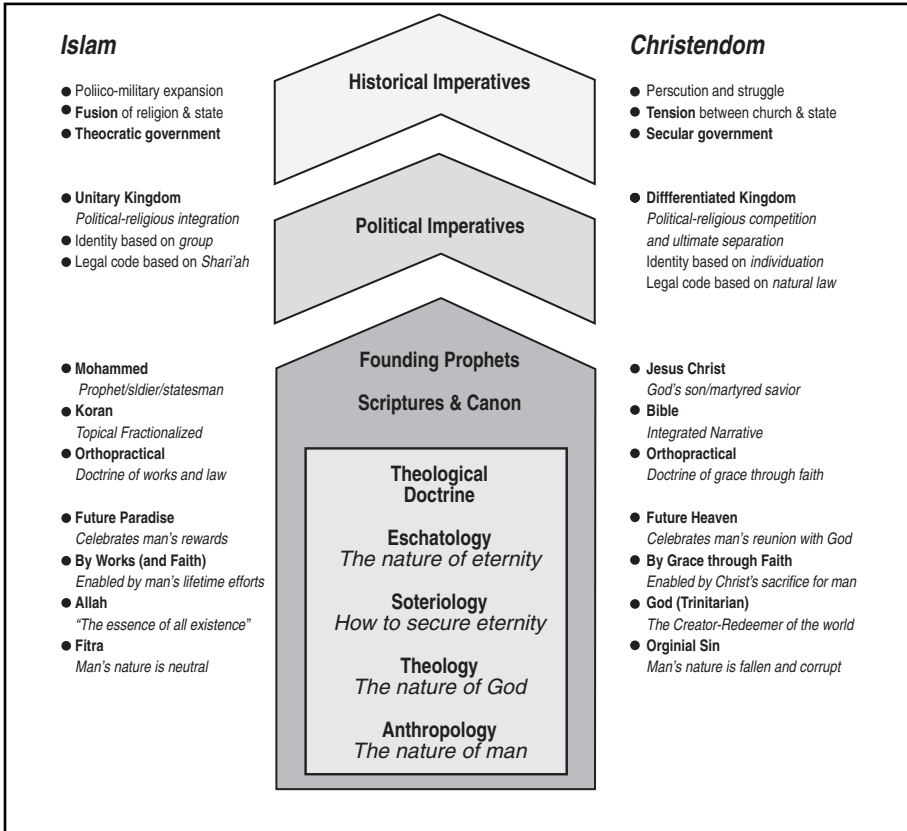 Islam
● Poliico-military expansion
● Fusion of religion & state
● Theocratic government
● Unitary Kingdom
Political-religious integration
● Identity based on group
● Legal code based on Shari'ah
● Mohammed
Prophet/sldier/statesman
● Koran
Topical Fractionalized
● Orthopractical
Doctrine of works and law
● Future Paradise
Celebrates man's rewards
● By Works (and Faith)
Enabled by man's lifetime efforts
● Allah
“The essence of all existence”
● Fitra
Man's nature is neutral
Historical Imperatives
Political Imperatives
Founding Prophets
Scriptures & Canon
Theological
Doctrine
Eschatology
The nature of eternity
Soteriology
How to secure eternity
Theology
The nature of God
Anthropology
The nature of man
Christendom
● Perscution and struggle
● Tension between church & state
● Secular government
● Diffferentiated Kingdom
Political-religious competition
and ultimate separation
Identity based on individuation
Legal code based on natural law
● Jesus Christ
God's son/martyred savior
● Bible
Integrated Narrative
● Orthopractical
Doctrine of grace through faith
● Future Heaven
Celebrates man's reunion with God
● By Grace through Faith
Enabled by Christ's sacrifice for man
● God (Trinitarian)
The Creator-Redeemer of the world
● Orginial Sin
Man's nature is fallen and corrupt